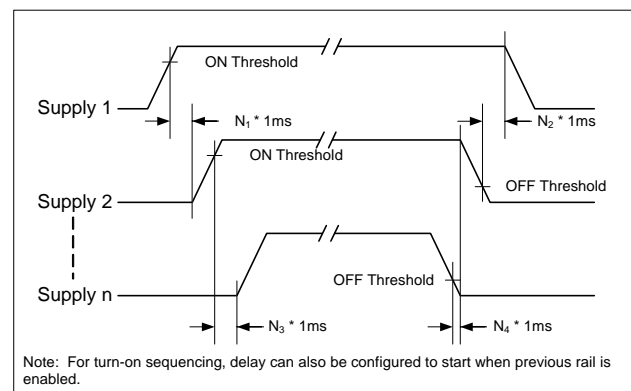 ON Threshold
Supply 1
N₁ * 1ms
N₂ * 1ms
ON Threshold
OFF Threshold
Supply 2
OFF Threshold
Supply n
N₃ * 1ms
N₄ * 1ms
Note: For turn-on sequencing, delay can also be configured to start when previous rail is
enabled.